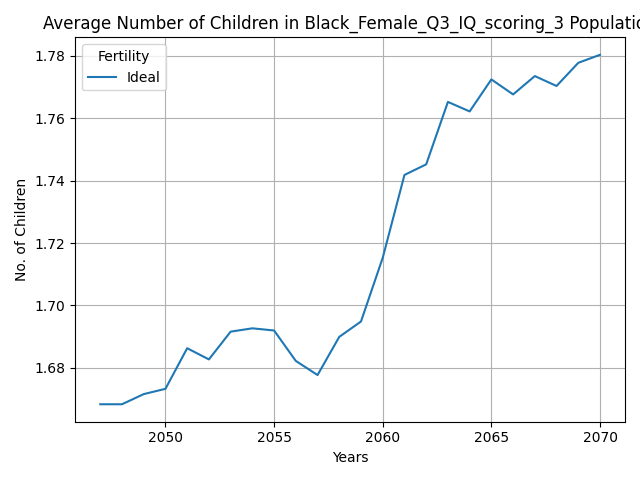 Average Number of Children in Black_Female_Q3_IQ_scoring_3 Populatio
Fertility
Ideal
No. of Children
1.78
1.76
1.74
1.72
1.70
1.68
2050 2055 2060 2065 2070
Years